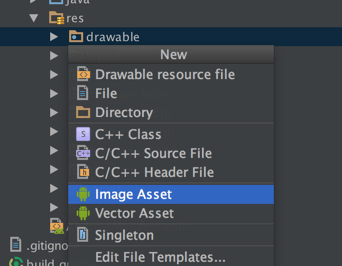 java
res
drawable
New
Drawable resource file
File
Directory
C++ Class
C/C++ Source File
C/C++ Header File
Image Asset
Vector Asset
Singleton
Edit File Templates...
.gitigno